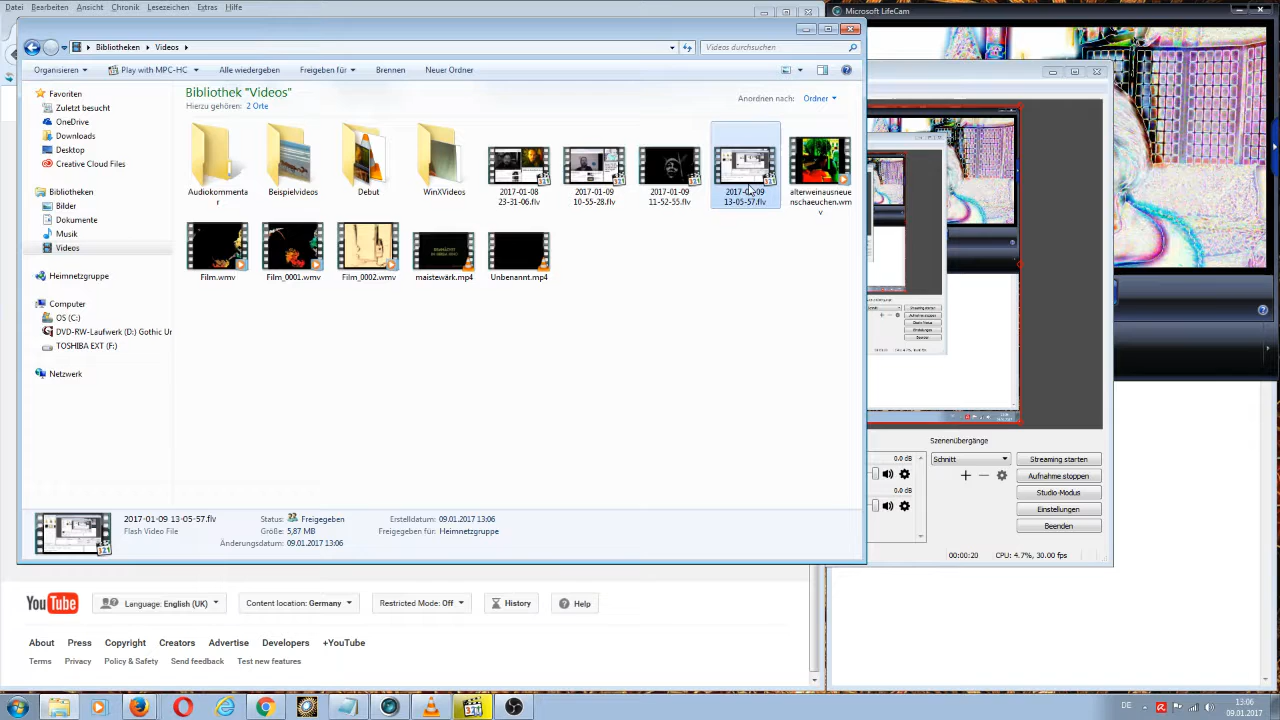 Datei Bearbeiten Ansicht Chronik Lesezeichen Extras Hilfe
Microsoft LifeCam
Bibliotheken Videos
Videos durchsuchen
Organisieren Play with MPC-HC Alle wiedergeben Freigeben für Brennen Neuer Ordner
Favoriten
Zuletzt besucht
OneDrive
Downloads
Desktop
Creative Cloud Files
Bibliotheken
Bilder
Dokumente
Musik
Videos
Heimnetzgruppe
Computer
OS (C:)
DVD-RW-Laufwerk (D:) Gothic Ur
TOSHIBA EXT (F:)
Netzwerk
Bibliothek "Videos"
Hierzu gehören: 2 Orte
Anordnen nach: Ordner
Audiokommenta
r
Beispielvideos
Debut
WinXVideos
2017-01-08
23-31-06.flv
2017-01-09
10-55-28.flv
2017-01-09
11-52-55.flv
2017-01-09
13-05-57.flv
alterweinausneue
nschaeuchen.wm
v
Film.wmv
Film_0001.wmv
Film_0002.wmv
maistewärk.mp4
Unbenannt.mp4
2017-01-09 13-05-57.flv
Flash Video File
Status: Freigegeben
Größe: 5,87 MB
Änderungsdatum: 09.01.2017 13:06
Erstelldatum: 09.01.2017 13:06
Freigegeben für: Heimnetzgruppe
Szenenübergänge
0.0 dB
0.0 dB
Schnitt
Streaming starten
Aufnahme stoppen
Studio-Modus
Einstellungen
Beenden
00:00:20 CPU: 4.7%, 30.00 fps
YouTube
Language: English (UK)
Content location: Germany
Restricted Mode: Off
History
Help
About Press Copyright Creators Advertise Developers +YouTube
Terms Privacy Policy & Safety Send feedback Test new features
DE
13:06
09.01.2017